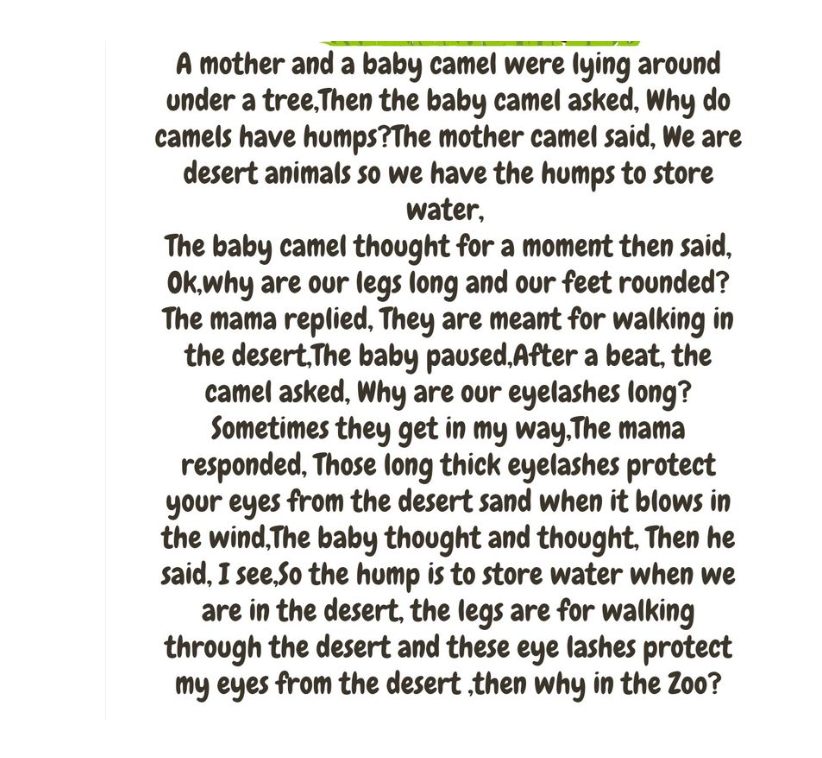 A mother and a baby camel were lying around
under a tree,Then the baby camel asked, Why do
camels have humps?The mother camel said, We are
desert animals so we have the humps to store
water,
The baby camel thought for a moment then said,
Ok,why are our legs long and our feet rounded?
The mama replied, They are meant for walking in
the desert,The baby paused,After a beat, the
camel asked, Why are our eyelashes long?
Sometimes they get in my way,The mama
responded, Those long thick eyelashes protect
your eyes from the desert sand when it blows in
the wind,The baby thought and thought, Then he
said, I see,So the hump is to store water when we
are in the desert, the legs are for walking
through the desert and these eye lashes protect
my eyes from the desert ,then why in the Zoo?